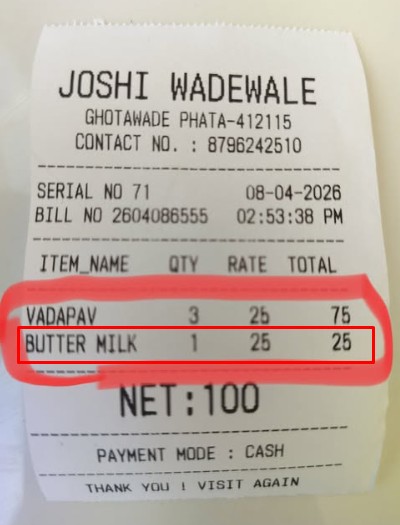 JOSHI WADEWALE
GHOTAWADE PHATA-412115
CONTACT NO. : 8796242510
SERIAL NO 71 08-04-2026
BILL NO 2604086555 02:53:38 PM
ITEM_NAME QTY RATE TOTAL
VADAPAV 3 25 75
BUTTER MILK 1 25 25
NET:100
PAYMENT MODE : CASH
THANK YOU ! VISIT AGAIN